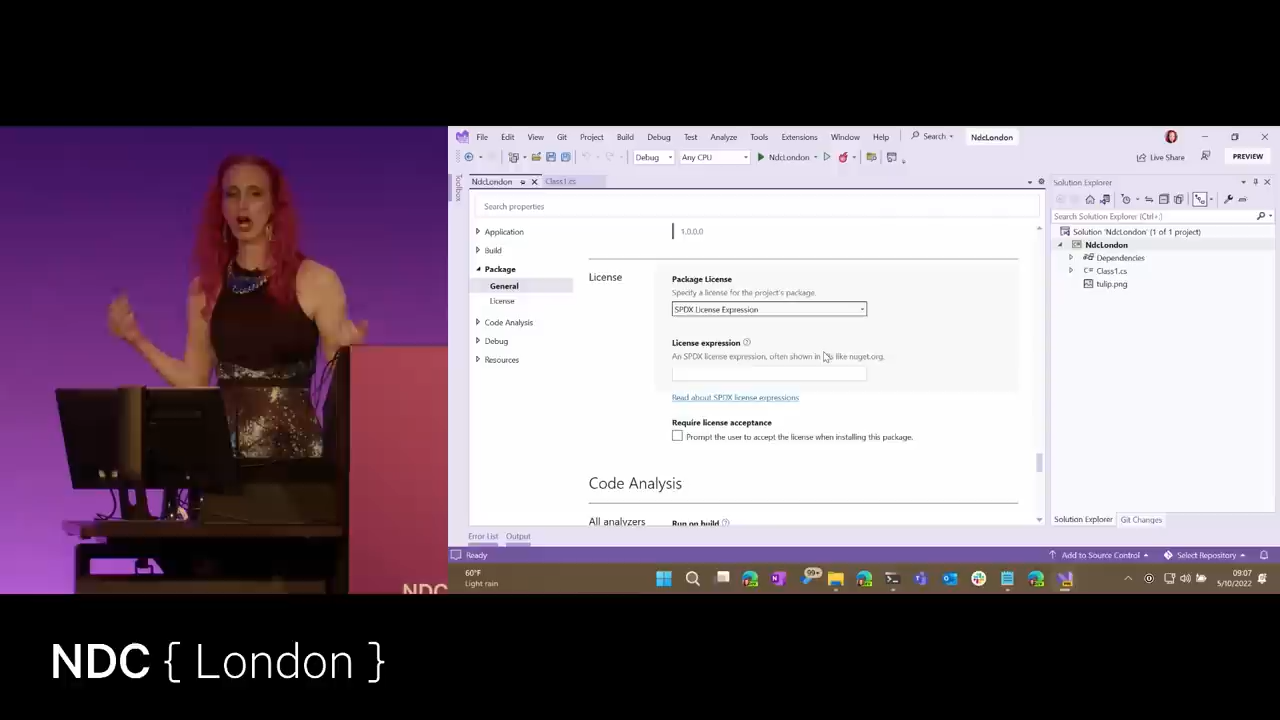 File Edit View Git Project Build Debug Test Analyze Tools Extensions Window Help Search NdcLondon
Debug Any CPU NdcLondon Live Share PREVIEW
Toolbox
NdcLondon Class1.cs
Search properties
Application
Build
Package
General
License
Code Analysis
Debug
Resources
1.0.0.0
License
Package License
Specify a license for the project's package.
SPDX License Expression
License expression
An SPDX license expression, often shown in like nuget.org.
Read about SPDX license expressions
Require license acceptance
Prompt the user to accept the license when installing this package.
Code Analysis
All analyzers Run on build
Solution Explorer
Search Solution Explorer (Ctrl+;)
Solution 'NdcLondon' (1 of 1 project)
NdcLondon
Dependencies
C# Class1.cs
tulip.png
Solution Explorer Git Changes
Error List Output
Ready Add to Source Control Select Repository
60°F
Light rain
99+
09:07
5/10/2022
NDC
NDC { London }